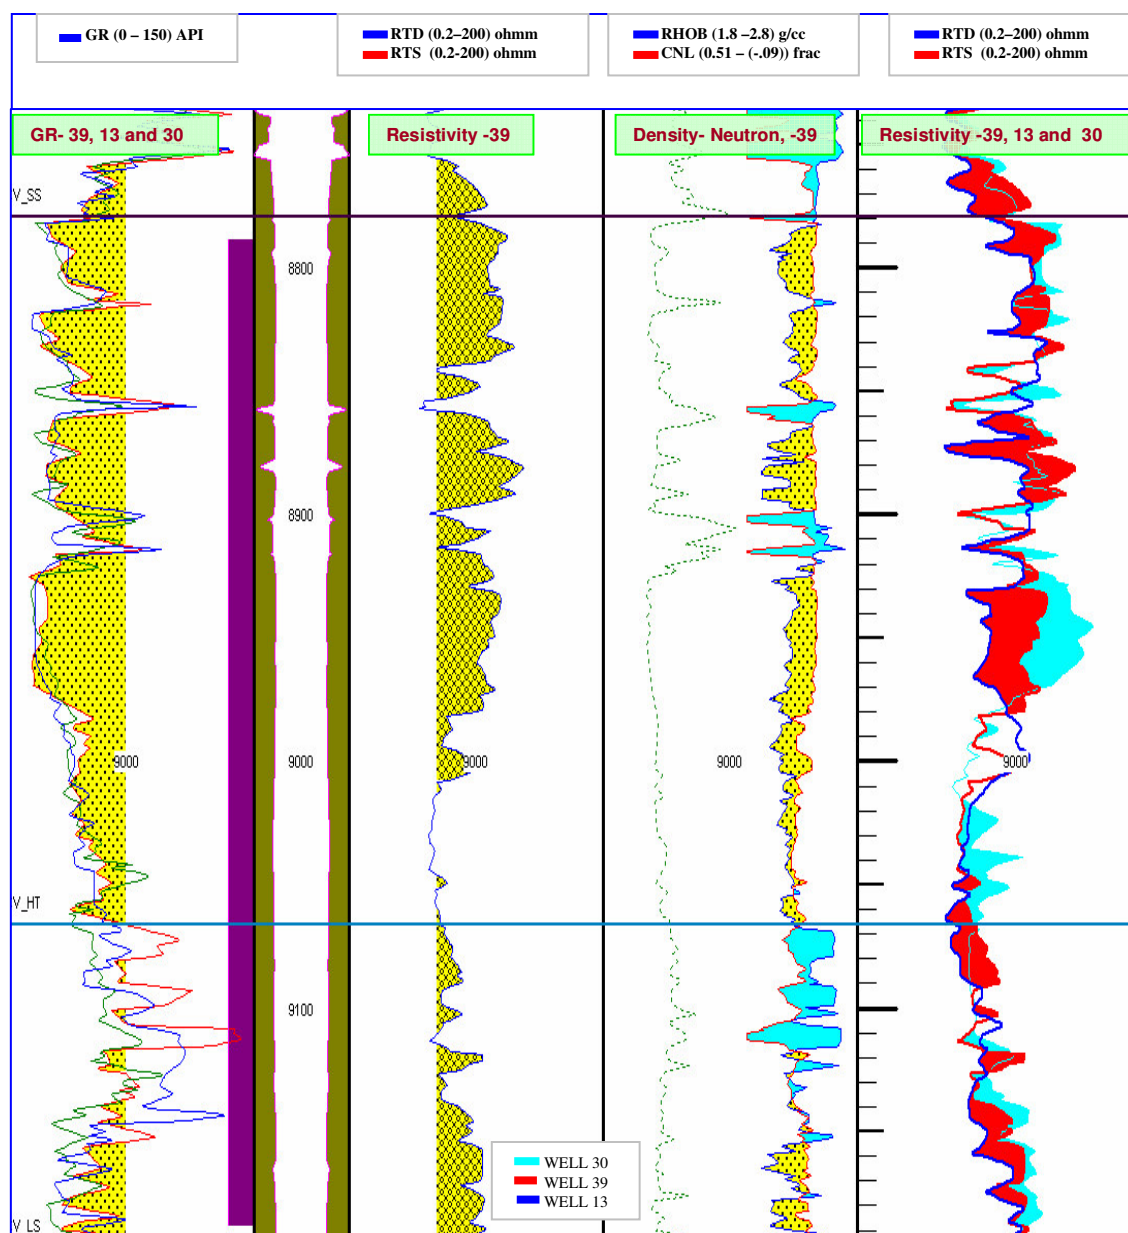 GR (0 – 150) API
RTD (0.2–200) ohmm
RTS (0.2-200) ohmm
RHOB (1.8 –2.8) g/cc
CNL (0.51 – (-.09)) frac
RTD (0.2–200) ohmm
RTS (0.2-200) ohmm
GR- 39, 13 and 30
Resistivity -39
Density- Neutron, -39
Resistivity -39, 13 and 30
V_SS
8800
8900
9000
9000
9000
9000
9000
V_HT
9100
WELL 30
WELL 39
WELL 13
V_LS